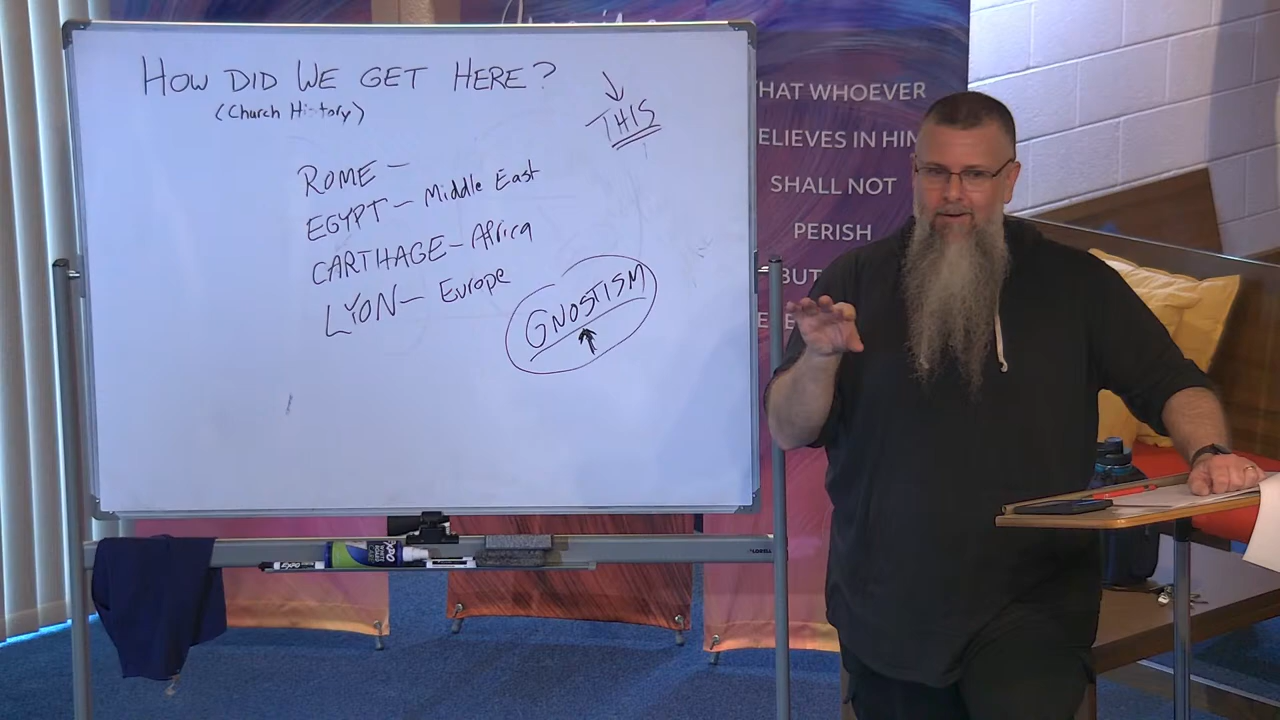 HOW DID WE GET HERE?
(Church History)
THIS
ROME –
EGYPT – Middle East
CARTHAGE – Africa
LYON – Europe
GNOSTISM
HAT WHOEVER
ELIEVES IN HIM
SHALL NOT
PERISH
BUT
EXPO
EXPO